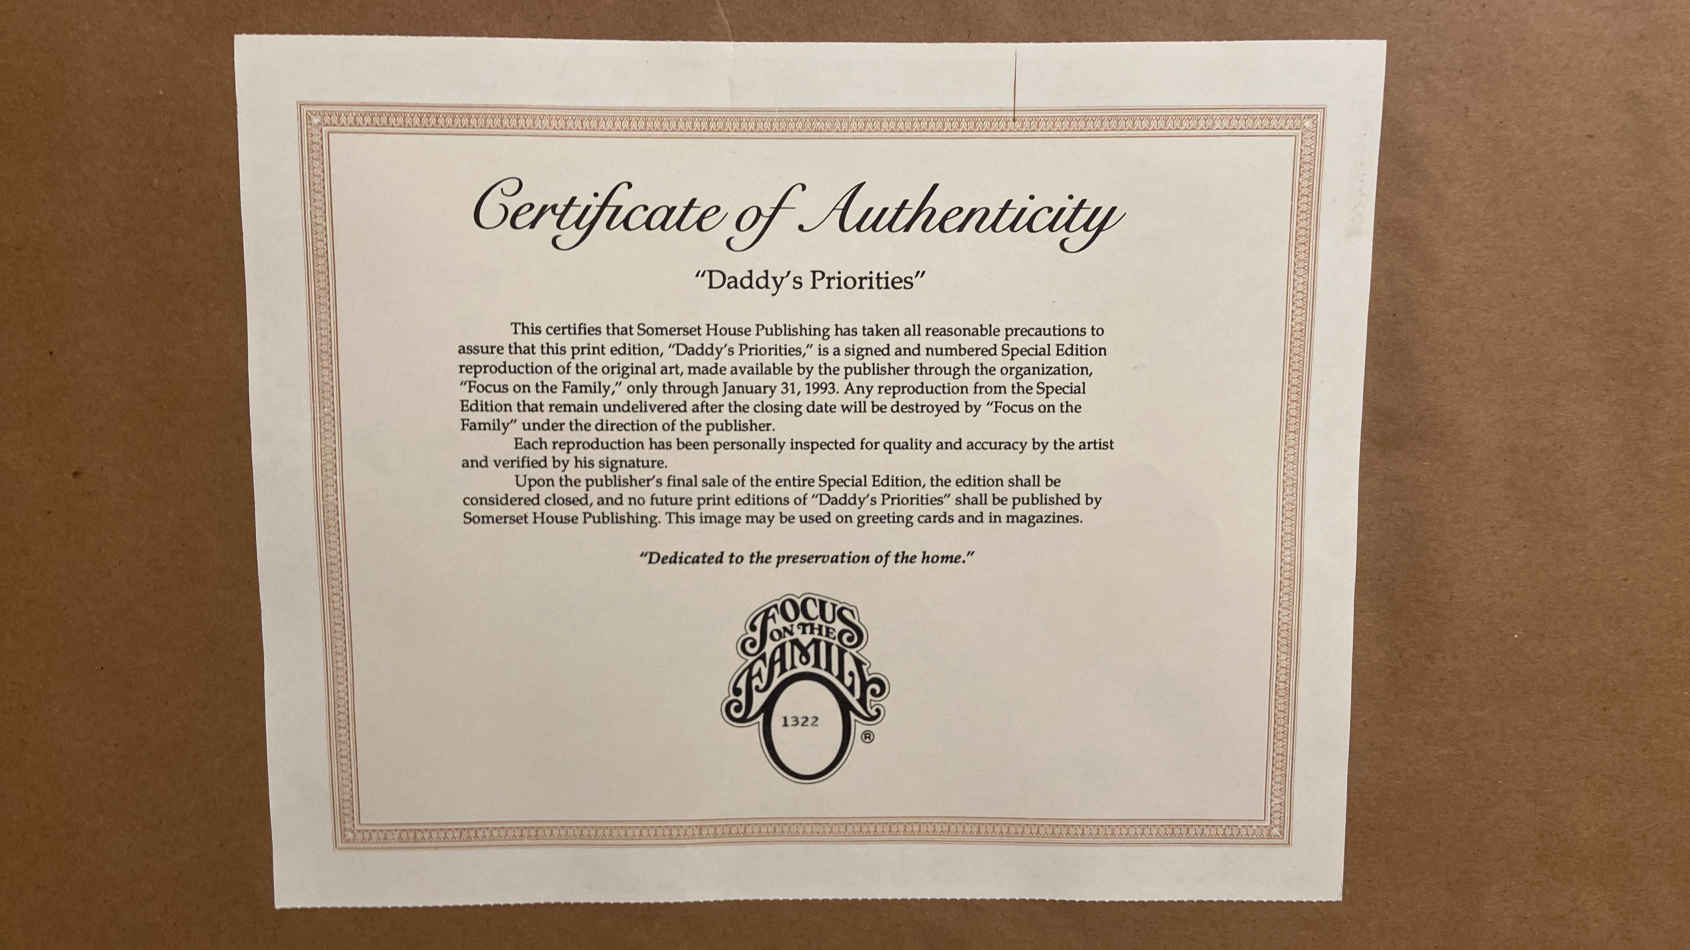 Certificate of Authenticity
“Daddy’s Priorities”
This certifies that Somerset House Publishing has taken all reasonable precautions to
assure that this print edition, “Daddy’s Priorities,” is a signed and numbered Special Edition
reproduction of the original art, made available by the publisher through the organization,
“Focus on the Family,” only through January 31, 1993. Any reproduction from the Special
Edition that remain undelivered after the closing date will be destroyed by “Focus on the
Family” under the direction of the publisher.
Each reproduction has been personally inspected for quality and accuracy by the artist
and verified by his signature.
Upon the publisher’s final sale of the entire Special Edition, the edition shall be
considered closed, and no future print editions of “Daddy’s Priorities” shall be published by
Somerset House Publishing. This image may be used on greeting cards and in magazines.
“Dedicated to the preservation of the home.”
FOCUS
ON THE
FAMILY
1322
®